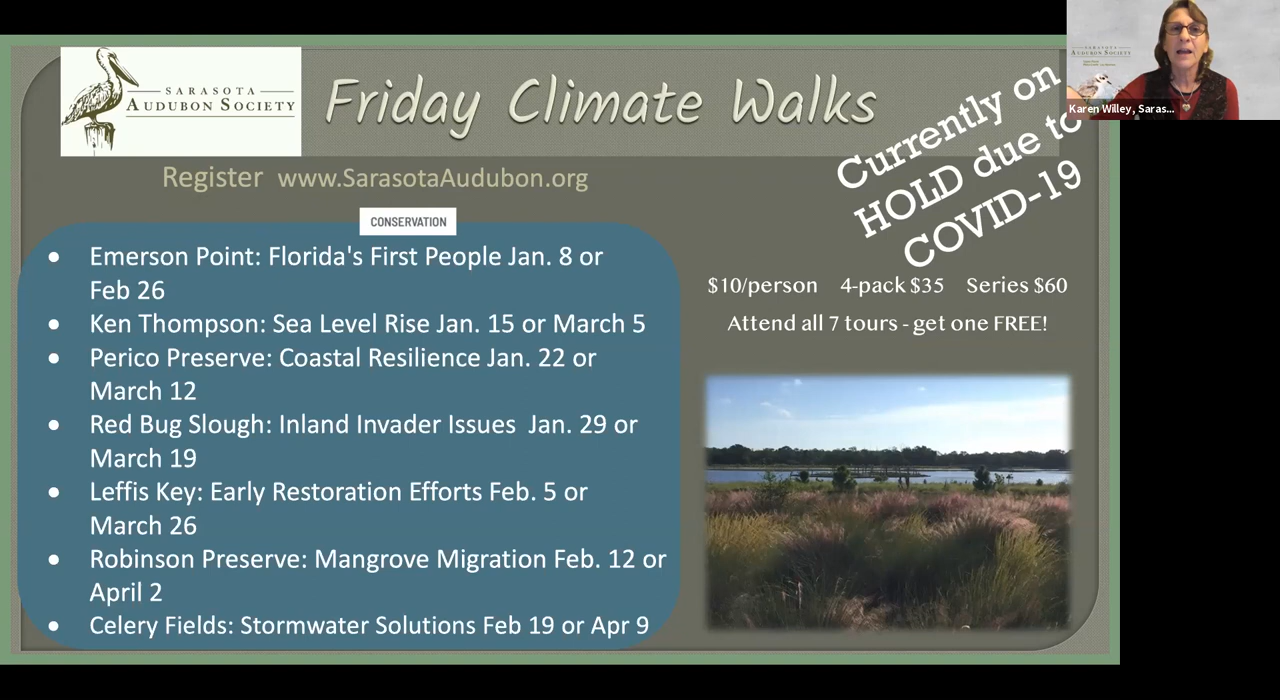 SARASOTA
AUDUBON SOCIETY
Friday Climate Walks
Currently on
HOLD due to
COVID-19
SARASOTA
AUDUBON SOCIETY
Karen Willey, Saras...
Register www.SarasotaAudubon.org
CONSERVATION
• Emerson Point: Florida's First People Jan. 8 or
Feb 26
• Ken Thompson: Sea Level Rise Jan. 15 or March 5
• Perico Preserve: Coastal Resilience Jan. 22 or
March 12
• Red Bug Slough: Inland Invader Issues Jan. 29 or
March 19
• Leffis Key: Early Restoration Efforts Feb. 5 or
March 26
• Robinson Preserve: Mangrove Migration Feb. 12 or
April 2
• Celery Fields: Stormwater Solutions Feb 19 or Apr 9
$10/person 4-pack $35 Series $60
Attend all 7 tours - get one FREE!